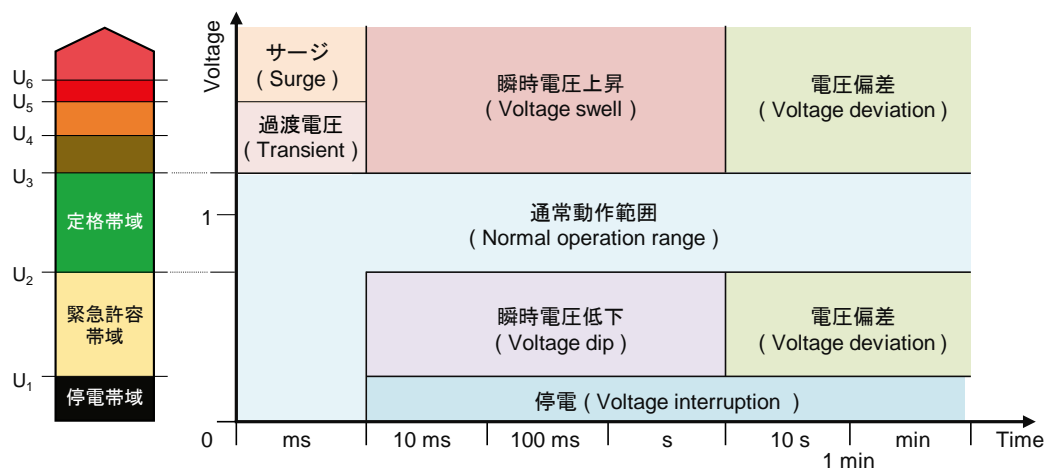 U6
U5
U4
U3
定格帯域
U2
緊急許容
帯域
U1
停電帯域
Voltage
1
0
サージ
( Surge )
過渡電圧
( Transient )
瞬時電圧上昇
( Voltage swell )
電圧偏差
( Voltage deviation )
通常動作範囲
( Normal operation range )
瞬時電圧低下
( Voltage dip )
電圧偏差
( Voltage deviation )
停電 ( Voltage interruption )
ms
10 ms
100 ms
s
10 s
min
Time
1 min